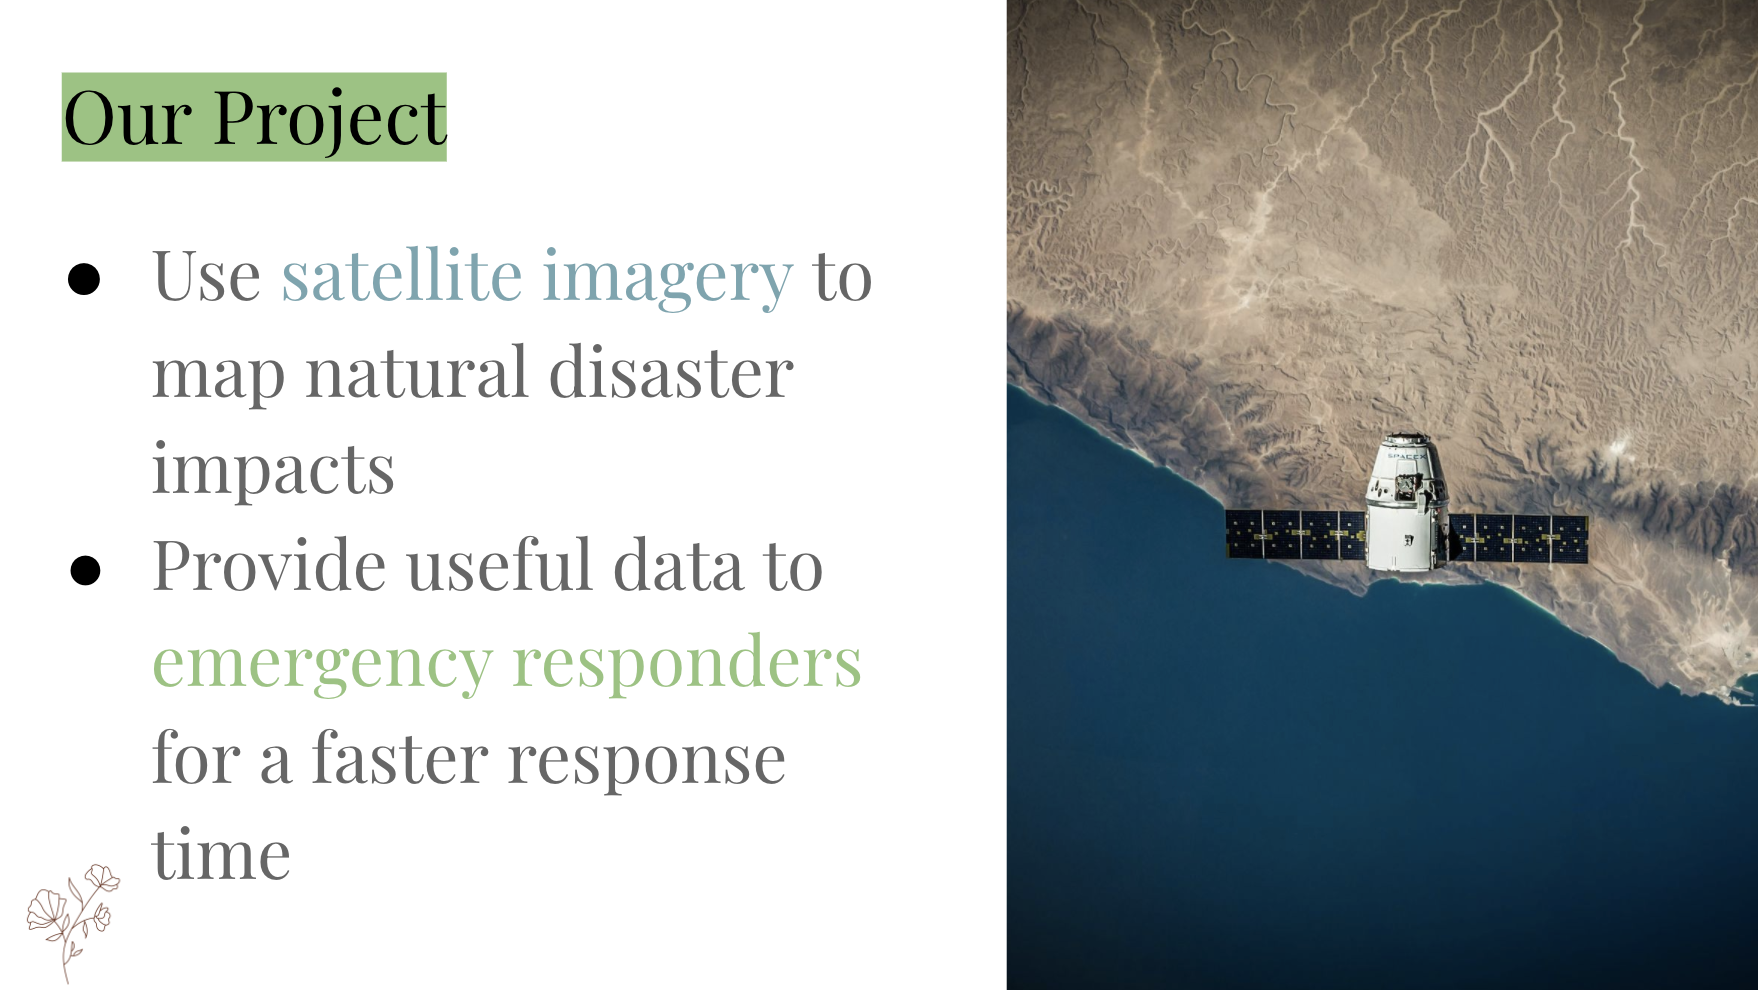 Our Project
● Use satellite imagery to
map natural disaster
impacts
● Provide useful data to
emergency responders
for a faster response
time
SPACEX